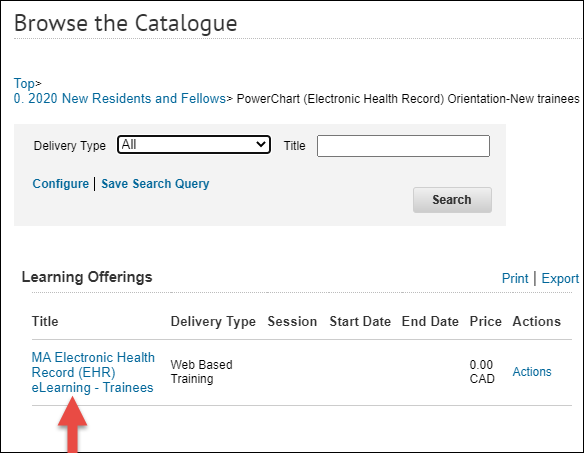 Browse the Catalogue
Top>
0. 2020 New Residents and Fellows> PowerChart (Electronic Health Record) Orientation-New trainees
Delivery Type All Title
Configure | Save Search Query
Search
Learning Offerings
Print | Export
Title Delivery Type Session Start Date End Date Price Actions
MA Electronic Health
Record (EHR)
eLearning - Trainees
Web Based
Training
0.00
CAD
Actions